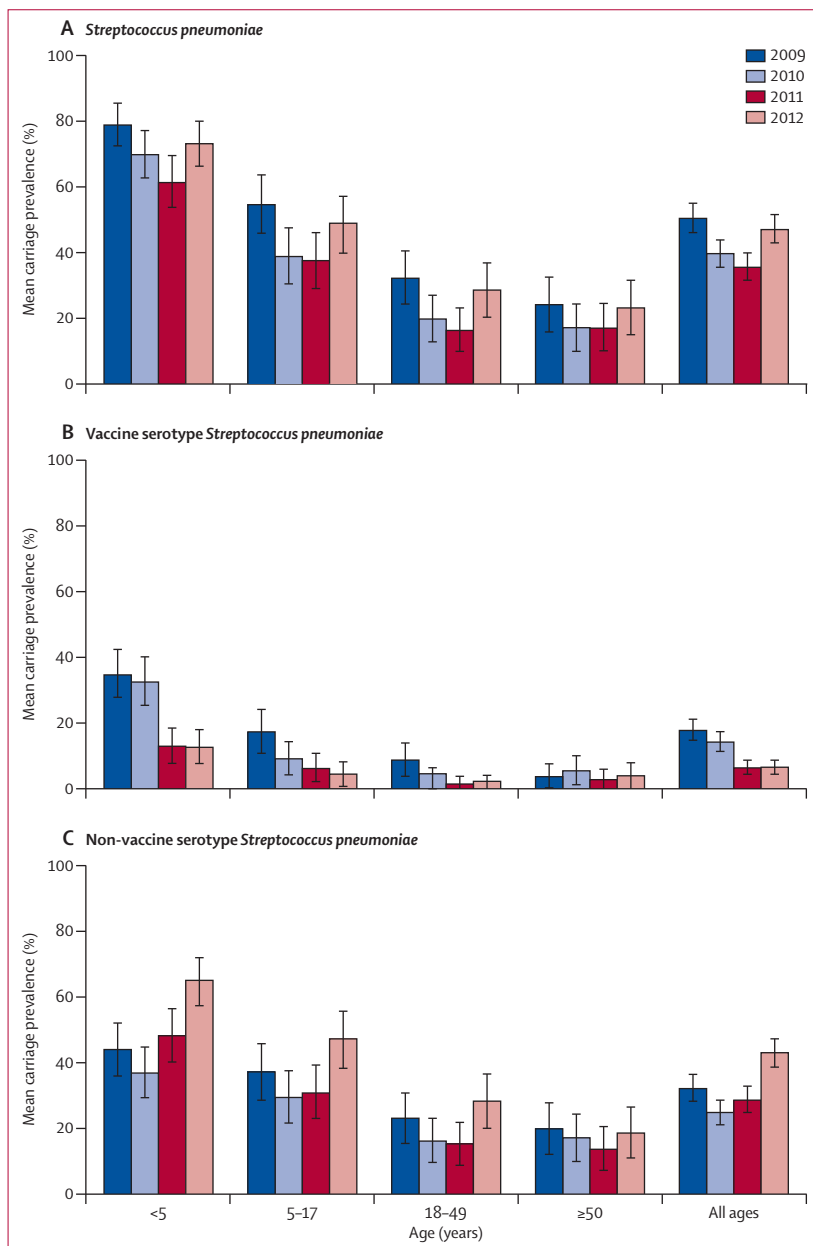 A Streptococcus pneumoniae
100
80
60
40
20
0
Mean carriage prevalence (%)
2009
2010
2011
2012
B Vaccine serotype Streptococcus pneumoniae
100
80
60
40
20
0
Mean carriage prevalence (%)
C Non-vaccine serotype Streptococcus pneumoniae
100
80
60
40
20
0
Mean carriage prevalence (%)
<5 5–17 18–49 ≥50 All ages
Age (years)